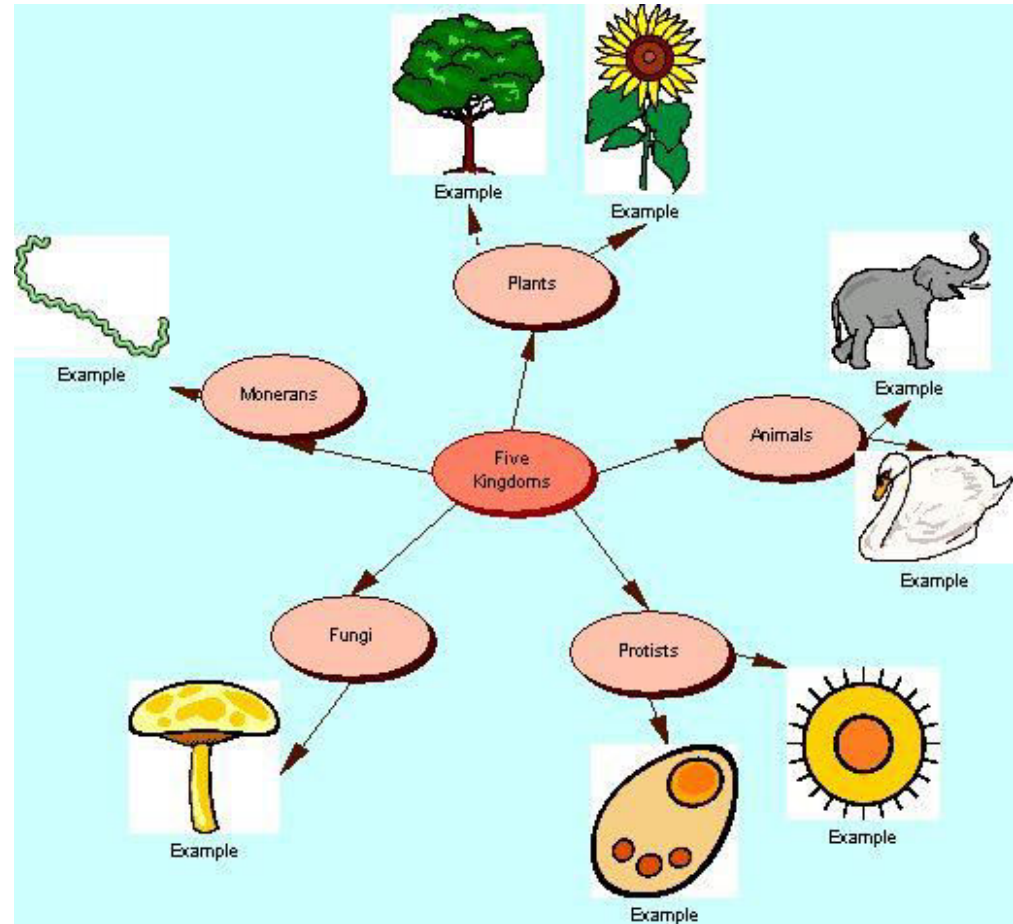 Example
Example
Plants
Example
Example
Monerans
Animals
Five
Kingdoms
Example
Fungi
Protists
Example
Example
Example